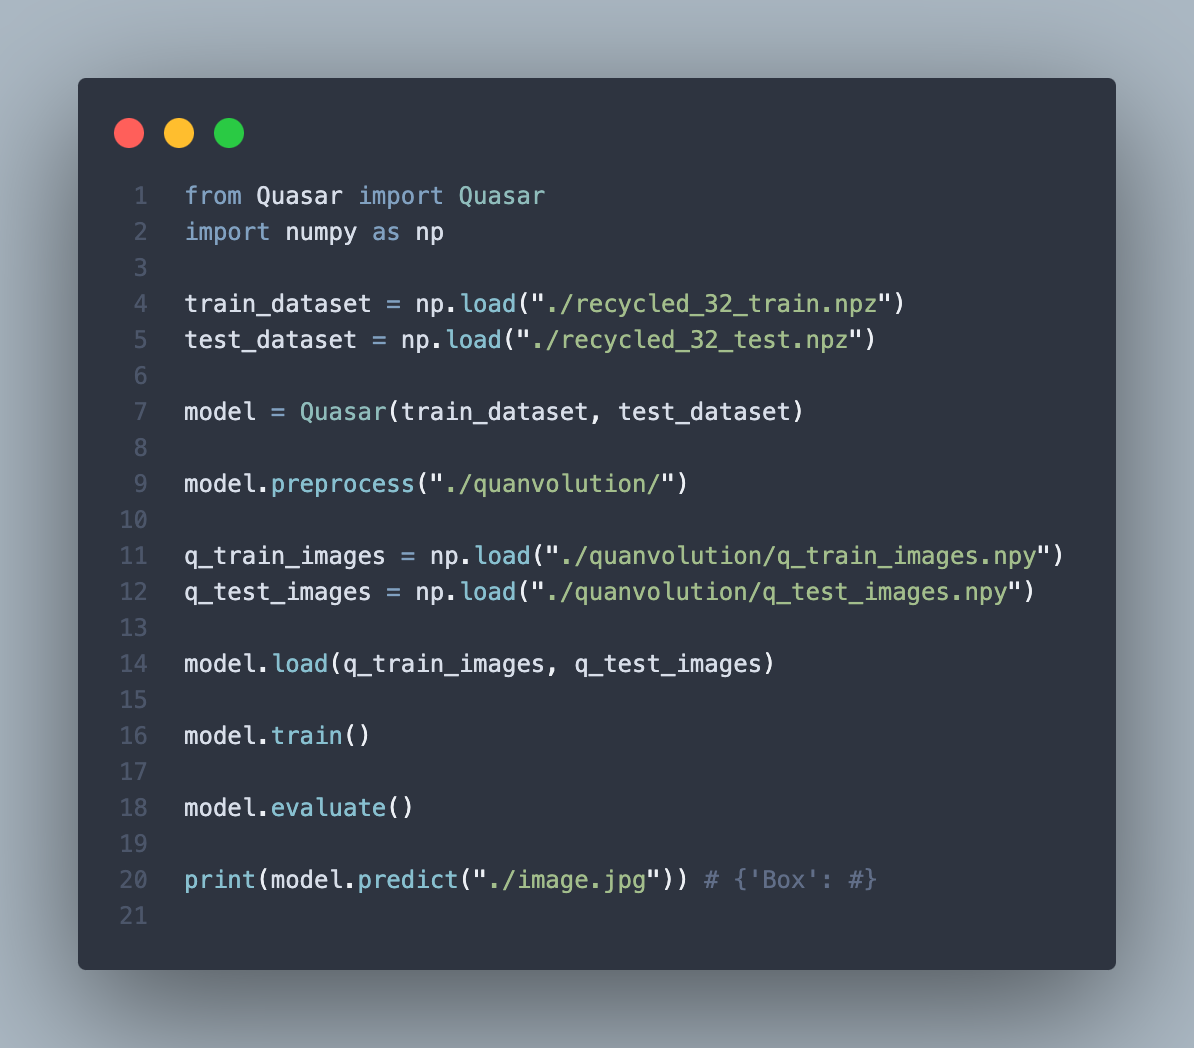 1 from Quasar import Quasar
2 import numpy as np
3
4 train_dataset = np.load("./recycled_32_train.npz")
5 test_dataset = np.load("./recycled_32_test.npz")
6
7 model = Quasar(train_dataset, test_dataset)
8
9 model.preprocess("./quanvolution/")
10
11 q_train_images = np.load("./quanvolution/q_train_images.npy")
12 q_test_images = np.load("./quanvolution/q_test_images.npy")
13
14 model.load(q_train_images, q_test_images)
15
16 model.train()
17
18 model.evaluate()
19
20 print(model.predict("./image.jpg")) # {'Box': #}
21